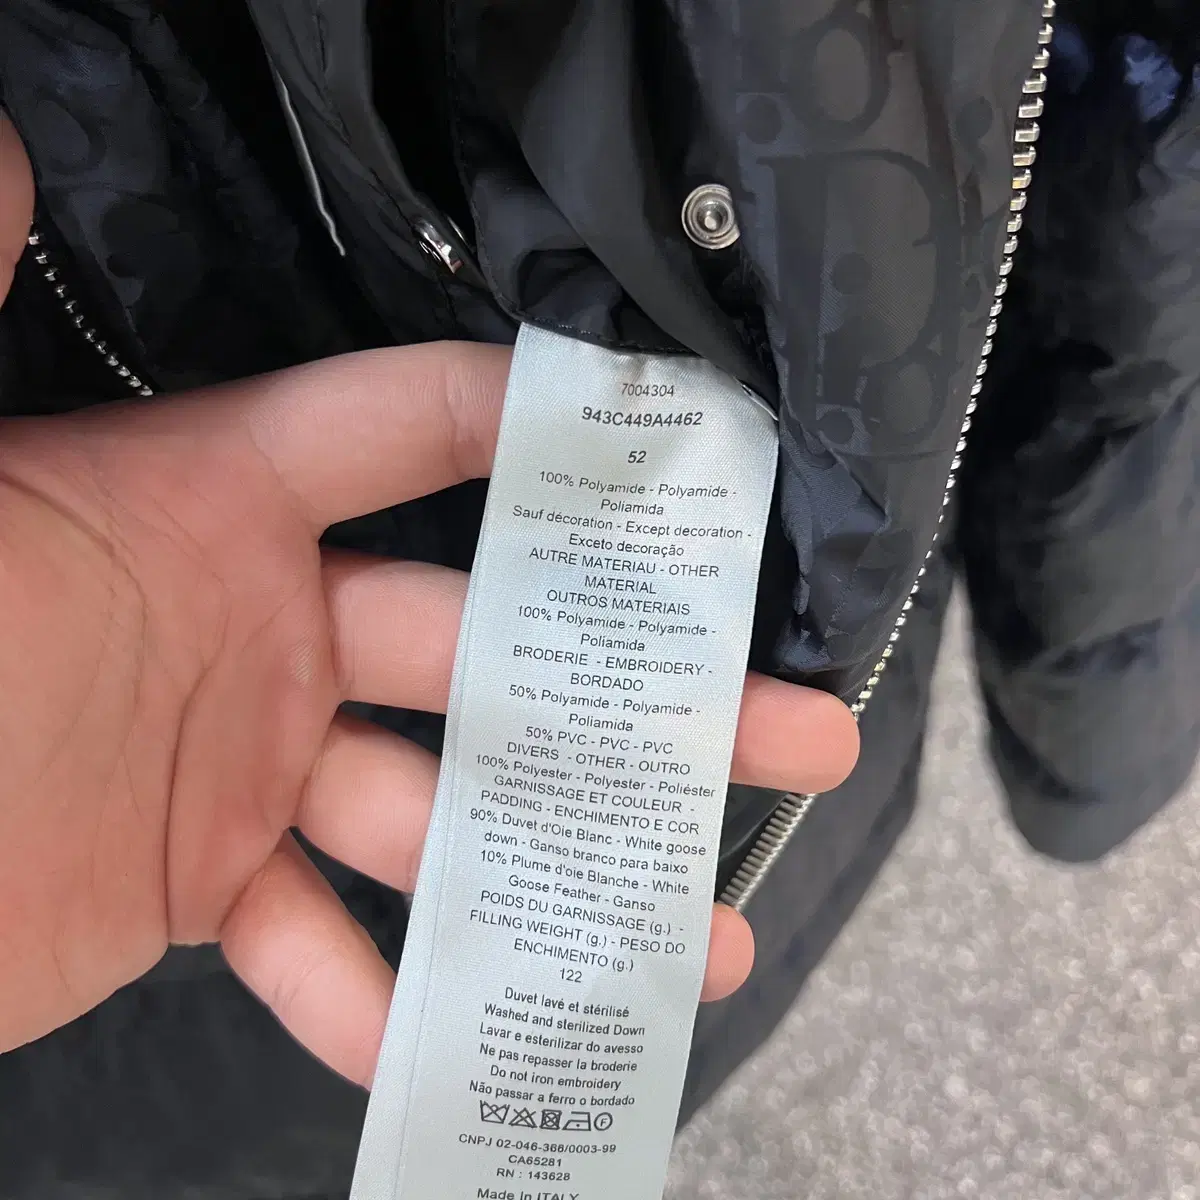 7004304
943C449A4462
52
100% Polyamide - Polyamide -
Poliamida
Sauf décoration - Except decoration -
Exceto decoração
AUTRE MATERIAU - OTHER
MATERIAL
OUTROS MATERIAIS
100% Polyamide - Polyamide -
Poliamida
BRODERIE - EMBROIDERY -
BORDADO
50% Polyamide - Polyamide -
Poliamida
50% PVC - PVC - PVC
DIVERS - OTHER - OUTRO
100% Polyester - Polyester - Poliéster
GARNISSAGE ET COULEUR -
PADDING - ENCHIMENTO E COR
90% Duvet d'Oie Blanc - White goose
down - Ganso branco para baixo
10% Plume d'oie Blanche - White
Goose Feather - Ganso
POIDS DU GARNISSAGE (g.) -
FILLING WEIGHT (g.) - PESO DO
ENCHIMENTO (g.)
122
Duvet lavé et stérilisé
Washed and sterilized Down
Lavar e esterilizar do avesso
Ne pas repasser la broderie
Do not iron embroidery
Não passar a ferro o bordado
F
CNPJ 02-046-366/0003-99
CA65281
RN : 143628
Made In ITALY